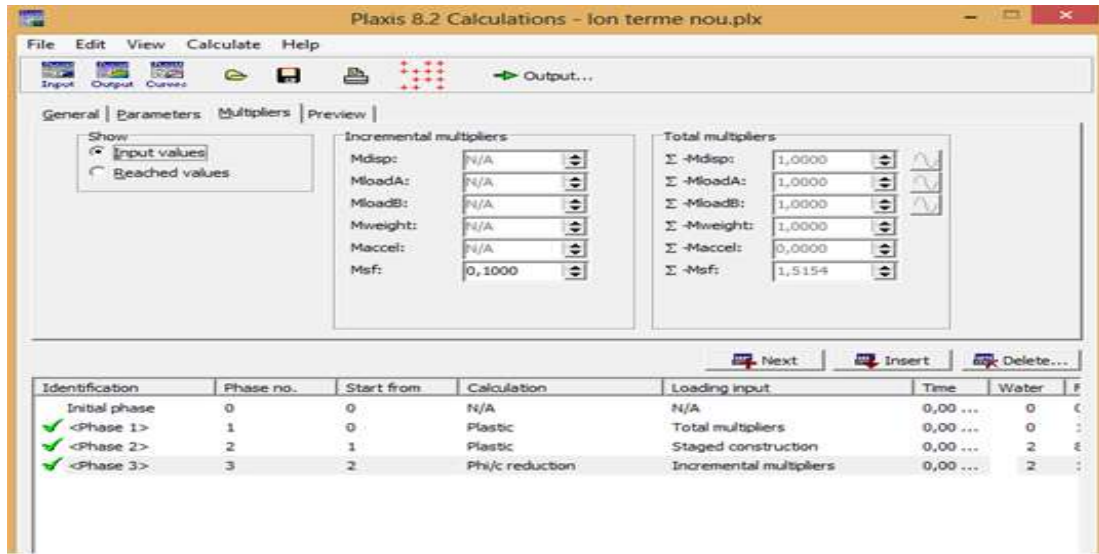 Plaxis 8.2 Calculations - lon terme nou.plx
File Edit View Calculate Help
Input Output Curves Output...
General Parameters Multipliers Preview
Show
Input values
Reached values
Incremental multipliers
Mdisp: N/A
MloadA: N/A
MloadB: N/A
Mweight: N/A
Maccel: N/A
Msf: 0,1000
Total multipliers
Σ -Mdisp: 1,0000
Σ -MloadA: 1,0000
Σ -MloadB: 1,0000
Σ -Mweight: 1,0000
Σ -Maccel: 0,0000
Σ -Msf: 1,5154
Next Insert Delete...
Identification Phase no. Start from Calculation Loading input Time Water F
Initial phase 0 0 N/A N/A 0,00 ... 0
<Phase 1> 1 0 Plastic Total multipliers 0,00 ... 0
<Phase 2> 2 1 Plastic Staged construction 0,00 ... 2
<Phase 3> 3 2 Phi/c reduction Incremental multipliers 0,00 ... 2